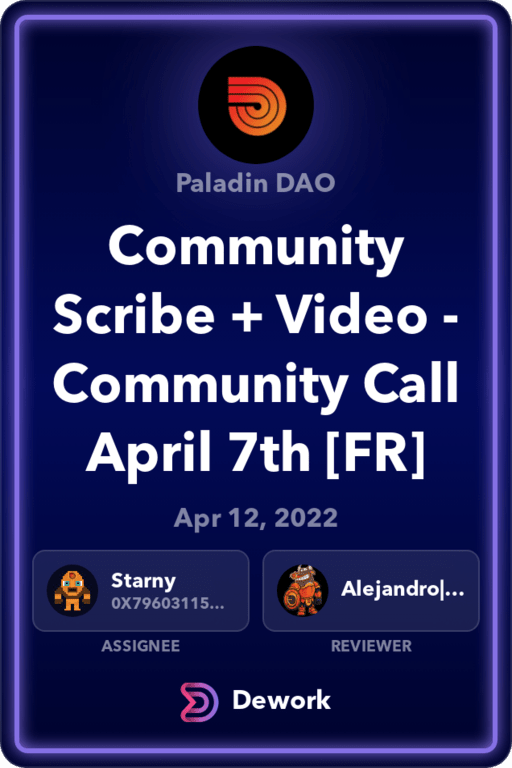 Paladin DAO
Community
Scribe + Video -
Community Call
April 7th [FR]
Apr 12, 2022
Starny
0X79603115...
Alejandro|...
ASSIGNEE
REVIEWER
Dework